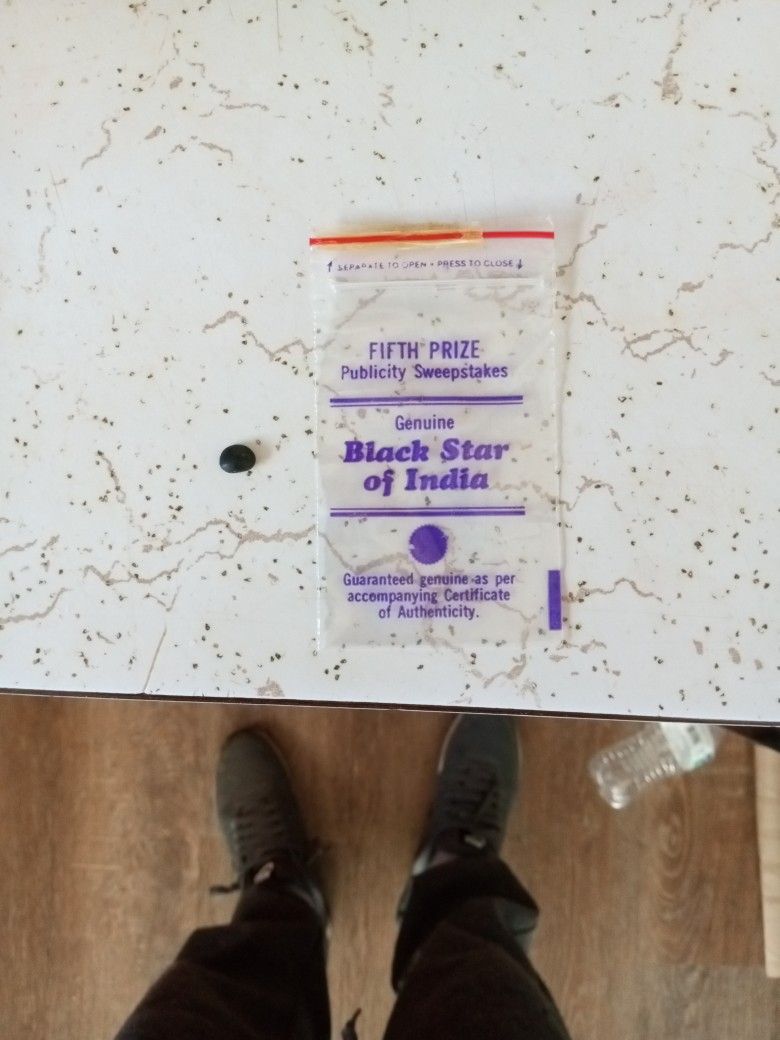 ↑ SEPARATE TO OPEN • PRESS TO CLOSE ↓
FIFTH PRIZE
Publicity Sweepstakes
Genuine
Black Star
of India
Guaranteed genuine as per
accompanying Certificate
of Authenticity.